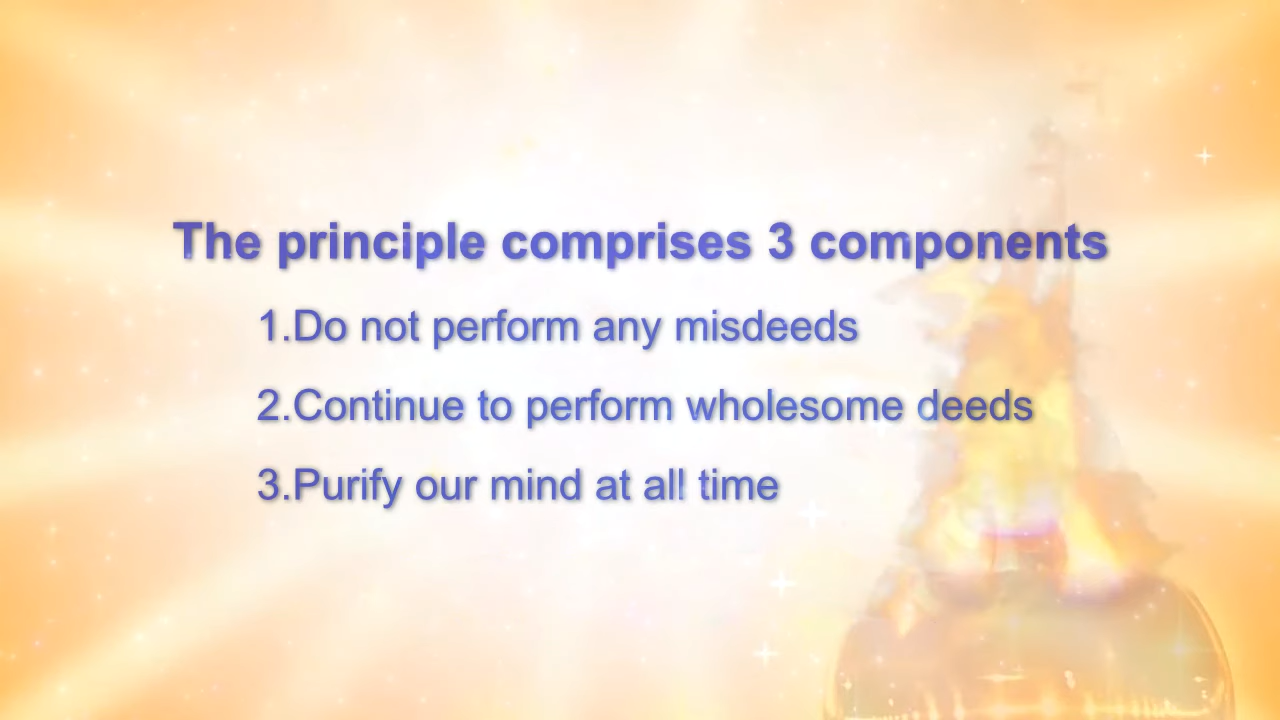 The principle comprises 3 components
1.Do not perform any misdeeds
2.Continue to perform wholesome deeds
3.Purify our mind at all time